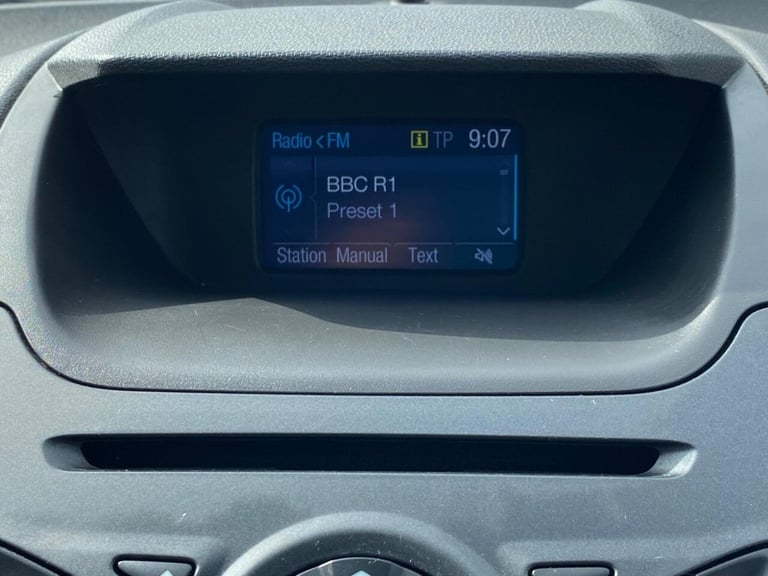 Radio < FM i TP 9:07
BBC R1
Preset 1
Station Manual Text